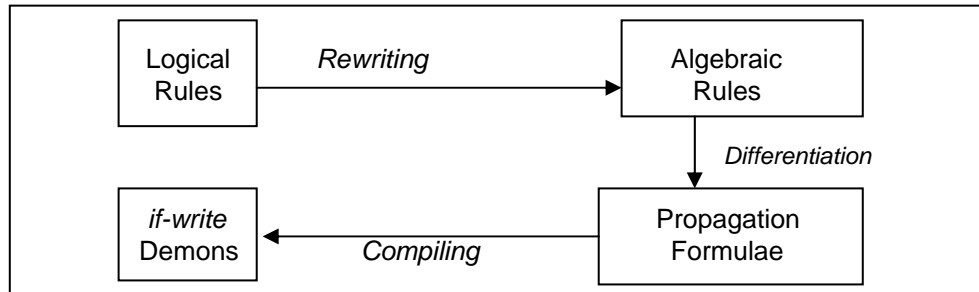 Logical
Rules
Rewriting
Algebraic
Rules
Differentiation
if-write
Demons
Compiling
Propagation
Formulae